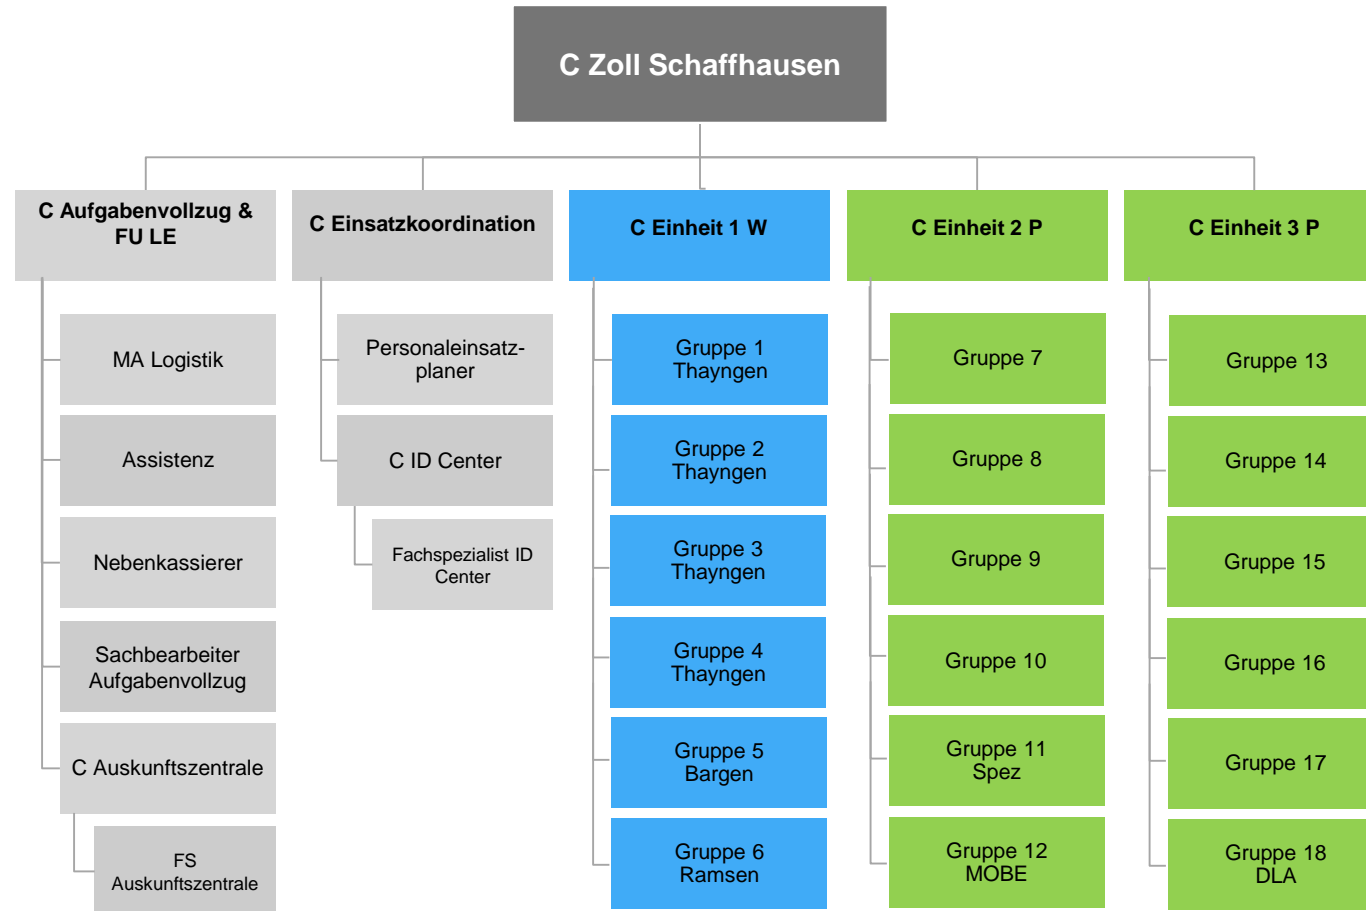 C Zoll Schaffhausen
C Aufgabenvollzug &
FU LE
MA Logistik
Assistenz
Nebenkassierer
Sachbearbeiter
Aufgabenvollzug
C Auskunftszentrale
FS
Auskunftszentrale
C Einsatzkoordination
Personaleinsatz-
planer
C ID Center
Fachspezialist ID
Center
C Einheit 1 W
Gruppe 1
Thayngen
Gruppe 2
Thayngen
Gruppe 3
Thayngen
Gruppe 4
Thayngen
Gruppe 5
Bargen
Gruppe 6
Ramsen
C Einheit 2 P
Gruppe 7
Gruppe 8
Gruppe 9
Gruppe 10
Gruppe 11
Spez
Gruppe 12
MOBE
C Einheit 3 P
Gruppe 13
Gruppe 14
Gruppe 15
Gruppe 16
Gruppe 17
Gruppe 18
DLA